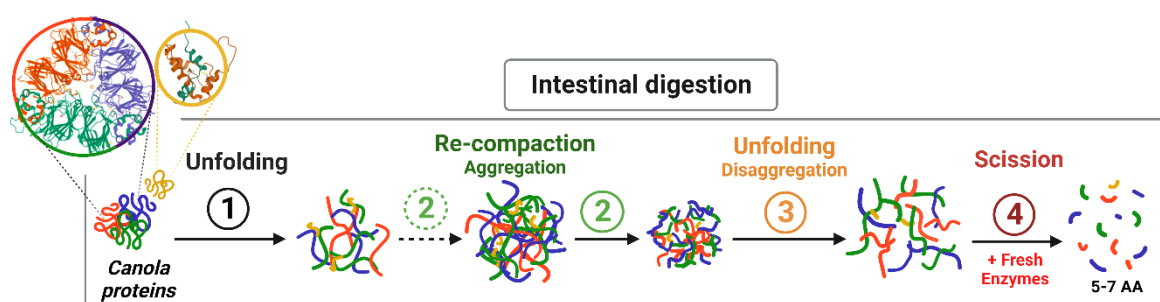 Intestinal digestion
Unfolding
1
Canola
proteins
2
Re-compaction
Aggregation
2
Unfolding
Disaggregation
3
Scission
4
+ Fresh
Enzymes
5-7 AA